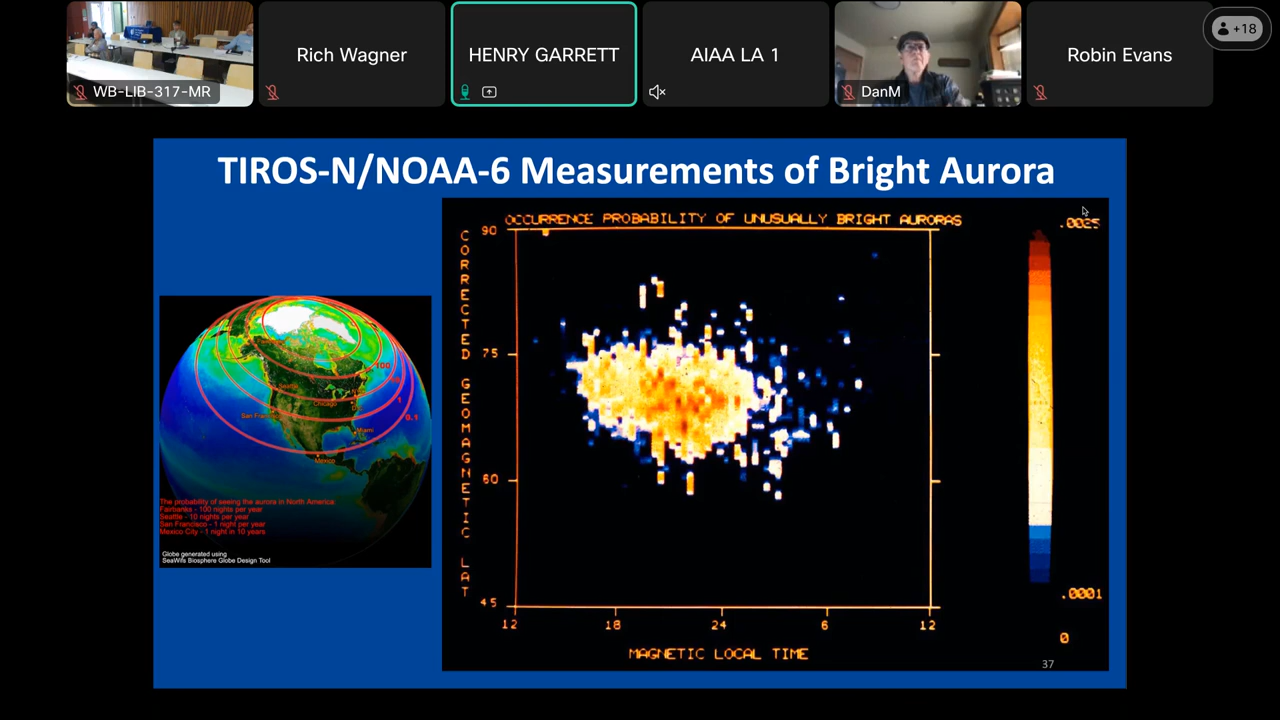 WB-LIB-317-MR
Rich Wagner
HENRY GARRETT
AIAA LA 1
DanM
Robin Evans
+18
TIROS-N/NOAA-6 Measurements of Bright Aurora
OCCURRENCE PROBABILITY OF UNUSUALLY BRIGHT AURORAS
CORRECTED GEOMAGNETIC LAT
90
75
60
45
12
18
24
6
12
MAGNETIC LOCAL TIME
.0025
.0001
0
37
100
1
0.1
Seattle
San Francisco
Chicago
Miami
Mexico
The probability of seeing the aurora in North America:
Fairbanks - 100 nights per year
Seattle - 10 nights per year
San Francisco - 1 night per year
Mexico City - 1 night in 10 years
Globe generated using
SeaWifs Biosphere Globe Design Tool